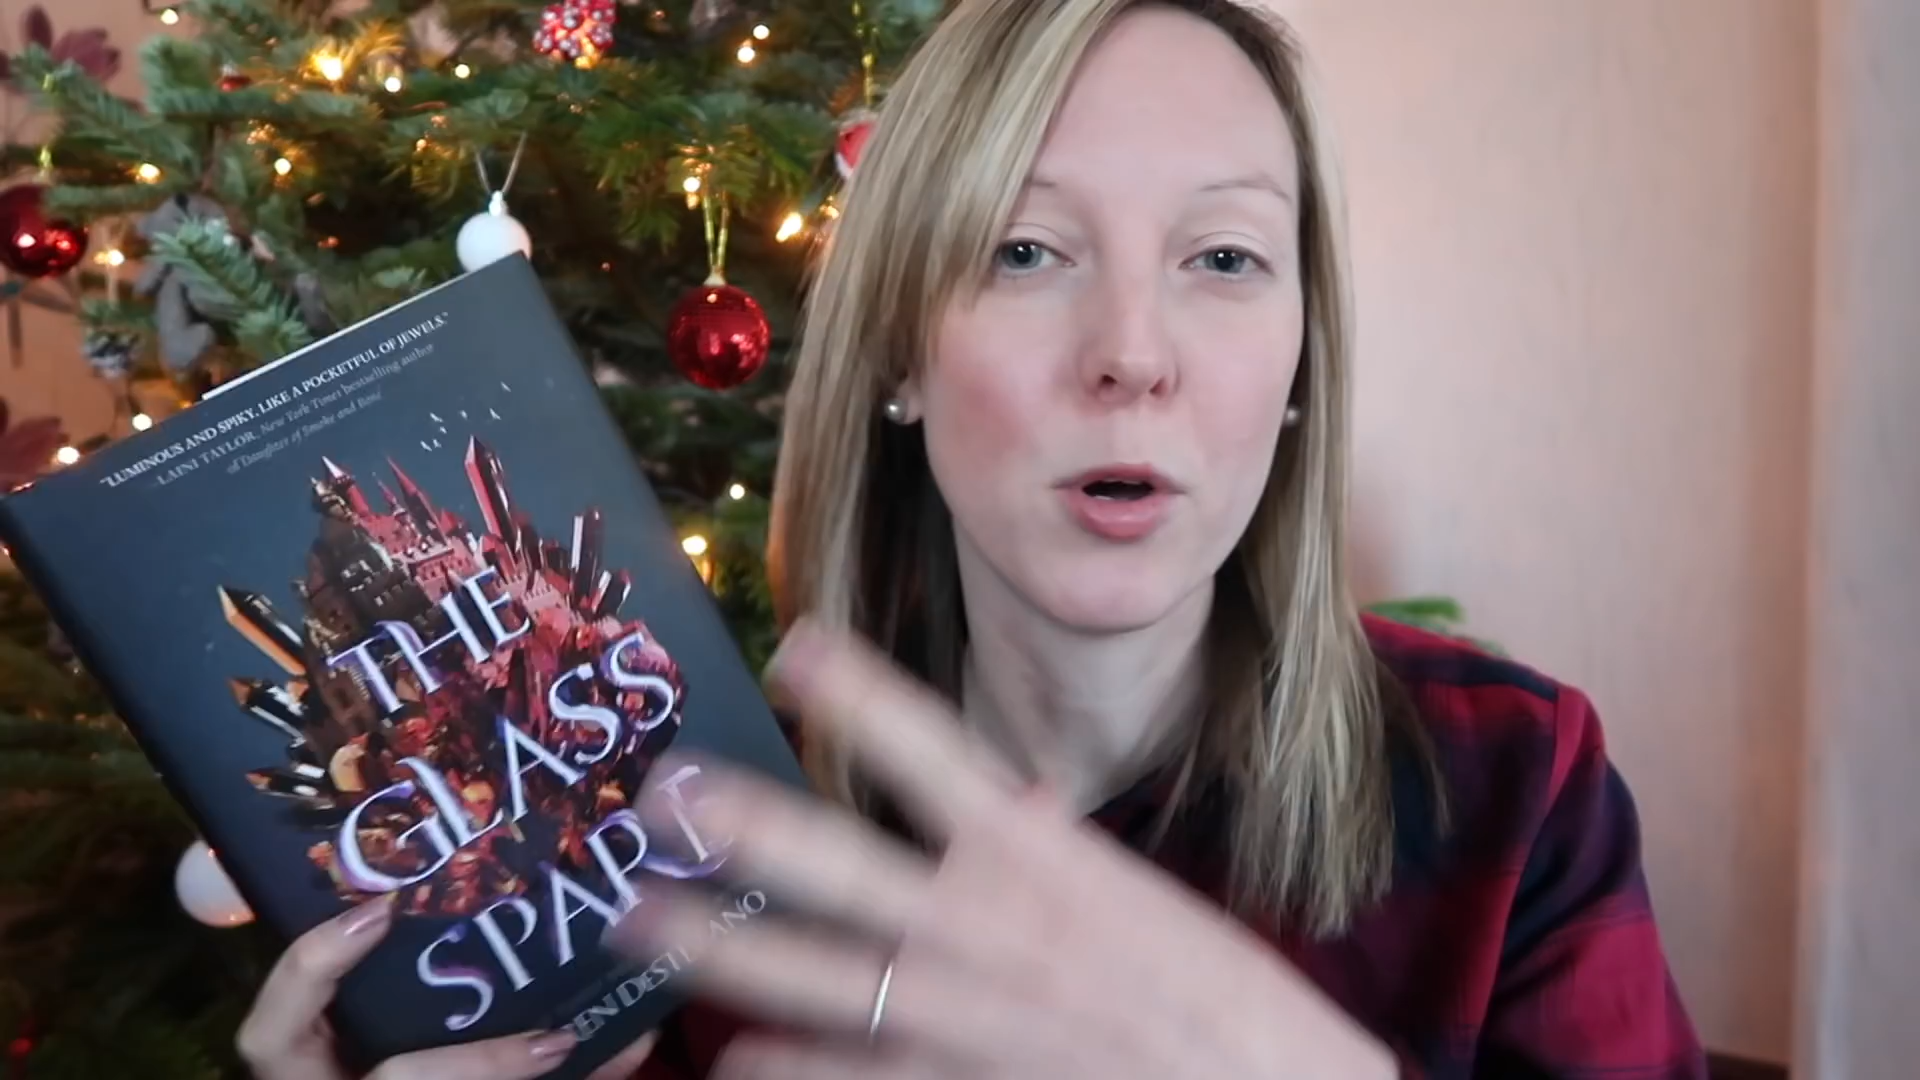 "LUMINOUS AND SPIKY, LIKE A POCKETFUL OF JEWELS."
LAINI TAYLOR, New York Times bestselling author
of Daughter of Smoke and Bone
THE
GLASS
SPARE